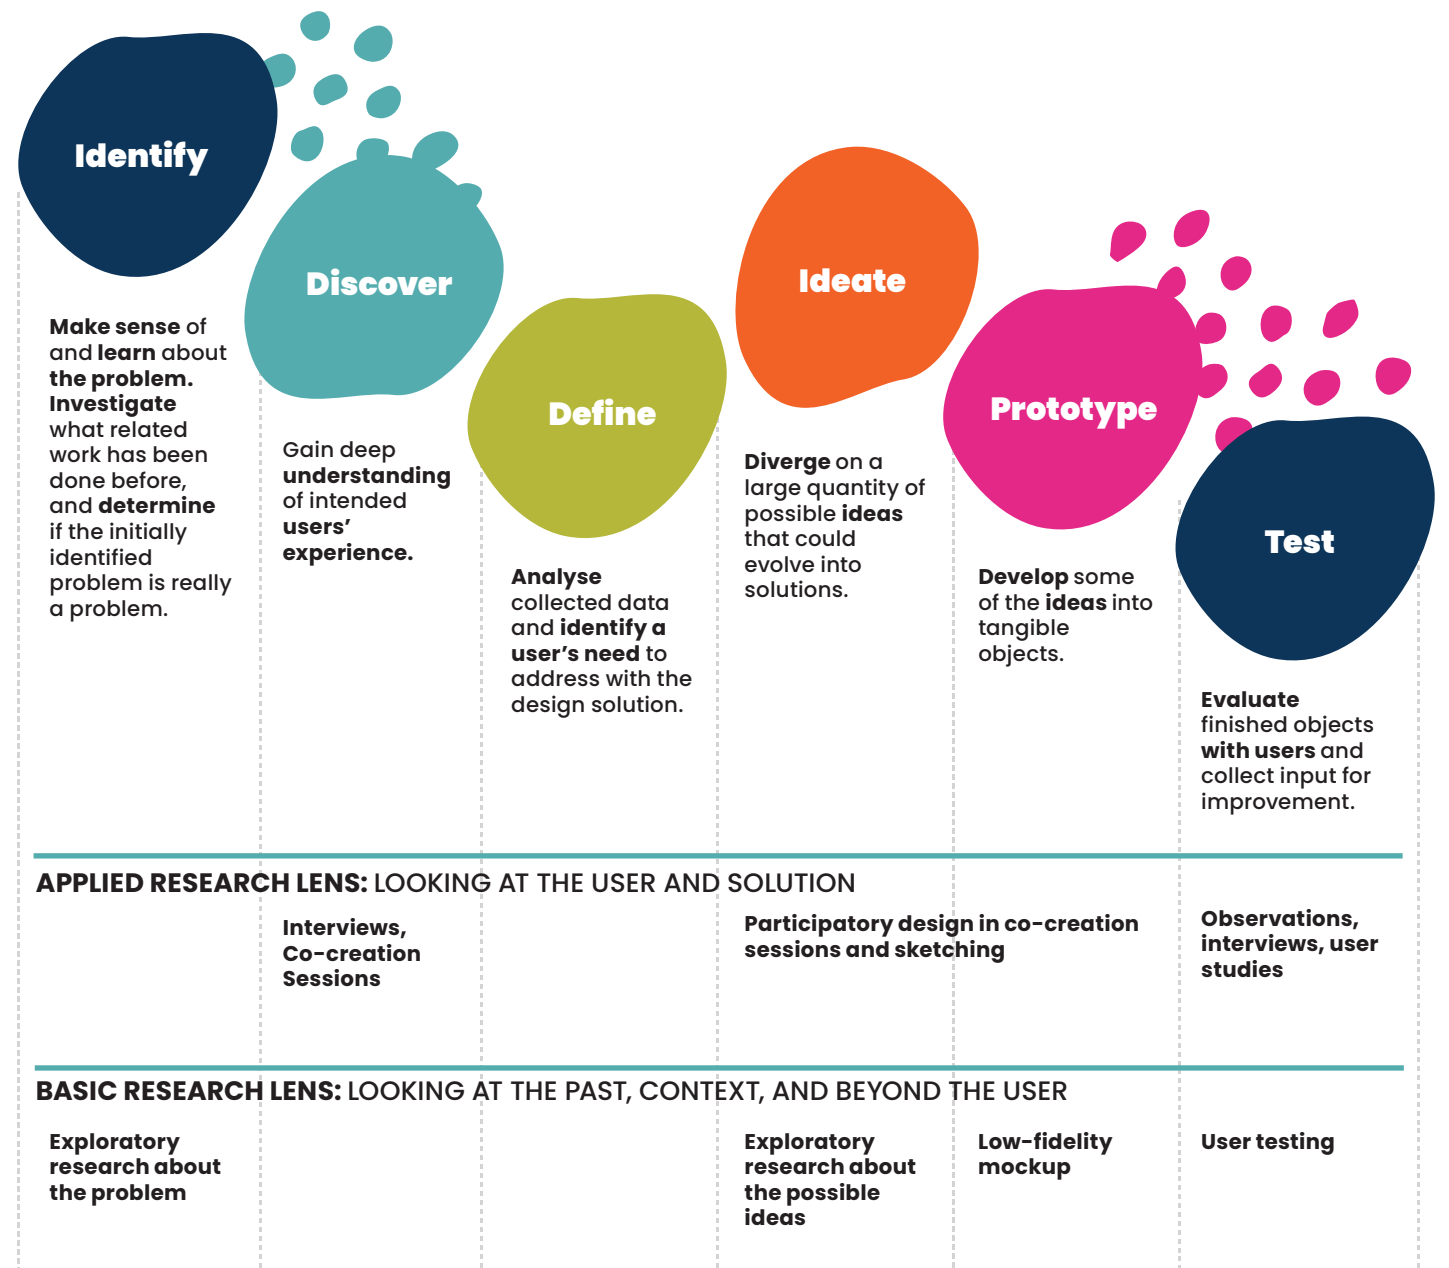 Identify
Make sense of
and learn about
the problem.
Investigate
what related
work has been
done before,
and determine
if the initially
identified
problem is really
a problem.
Discover
Gain deep
understanding
of intended
users’
experience.
Define
Analyse
collected data
and identify a
user’s need to
address with the
design solution.
Ideate
Diverge on a
large quantity of
possible ideas
that could
evolve into
solutions.
Prototype
Develop some
of the ideas into
tangible
objects.
Test
Evaluate
finished objects
with users and
collect input for
improvement.
APPLIED RESEARCH LENS: LOOKING AT THE USER AND SOLUTION
Interviews,
Co-creation
Sessions
Participatory design in co-creation
sessions and sketching
Observations,
interviews, user
studies
BASIC RESEARCH LENS: LOOKING AT THE PAST, CONTEXT, AND BEYOND THE USER
Exploratory
research about
the problem
Exploratory
research about
the possible
ideas
Low-fidelity
mockup
User testing